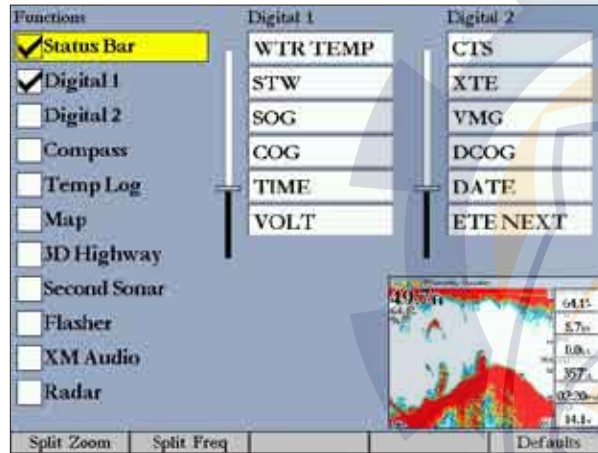 Functions
Status Bar
Digital 1
Digital 2
Compass
Temp Log
Map
3D Highway
Second Sonar
Flasher
XM Audio
Radar
Digital 1
WTR TEMP
STW
SOG
COG
TIME
VOLT
Digital 2
CTS
XTE
VMG
DCOG
DATE
ETE NEXT
Split Zoom
Split Freq
Defaults